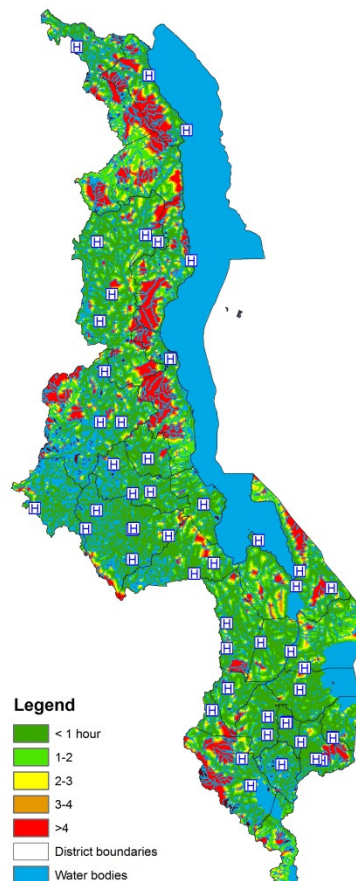 Legend
< 1 hour
1-2
2-3
3-4
>4
District boundaries
Water bodies